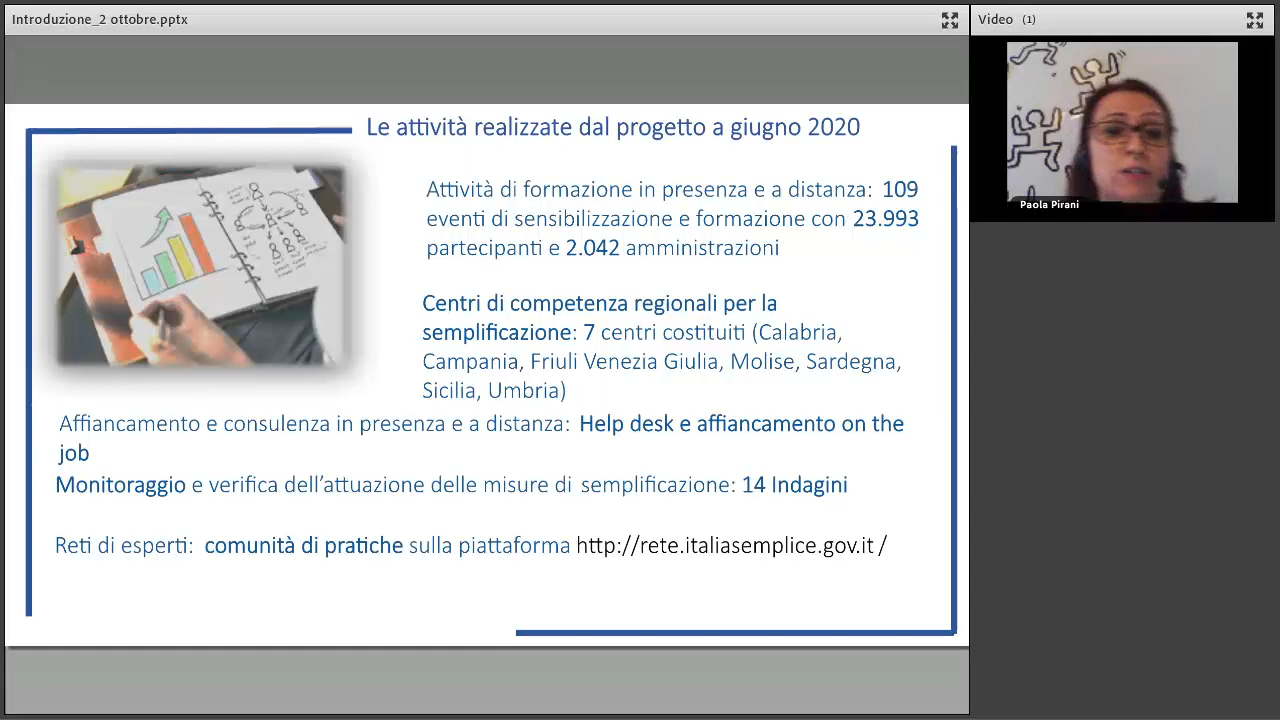 Introduzione_2 ottobre.pptx
Video (1)
Paola Pirani
Le attività realizzate dal progetto a giugno 2020
Attività di formazione in presenza e a distanza: 109
eventi di sensibilizzazione e formazione con 23.993
partecipanti e 2.042 amministrazioni
Centri di competenza regionali per la
semplificazione: 7 centri costituiti (Calabria,
Campania, Friuli Venezia Giulia, Molise, Sardegna,
Sicilia, Umbria)
Affiancamento e consulenza in presenza e a distanza: Help desk e affiancamento on the
job
Monitoraggio e verifica dell'attuazione delle misure di semplificazione: 14 Indagini
Reti di esperti: comunità di pratiche sulla piattaforma http://rete.italiasemplice.gov.it /